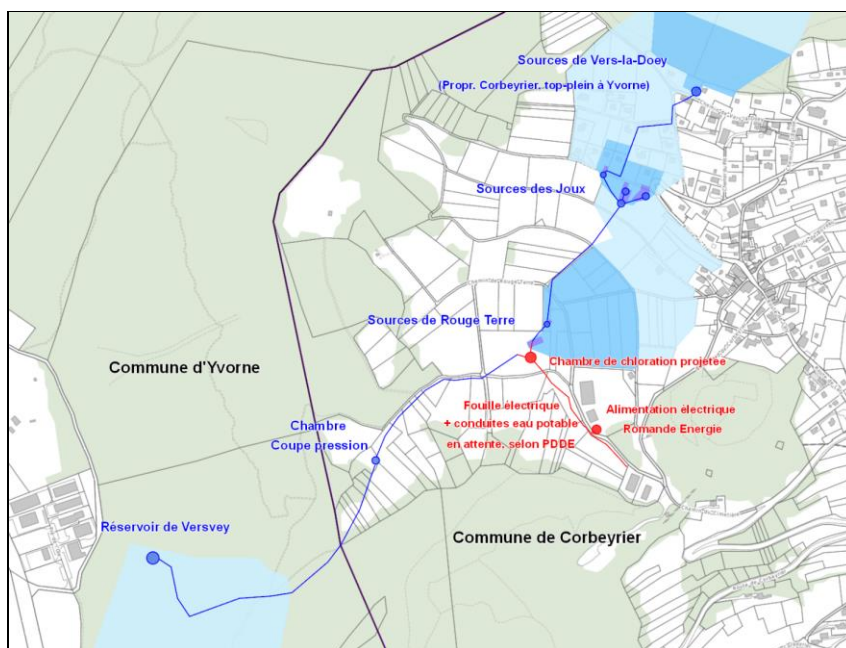 Sources de Vers-la-Doey
(Propr. Corbeyrier, top-plein à Yvorne)
Sources des Joux
Sources de Rouge Terre
Chambre de chloration projetée
Commune d'Yvorne
Fouille électrique
+ conduites eau potable
en attente, selon PDDE
Alimentation électrique
Romande Energie
Chambre
Coupe pression
Réservoir de Versvey
Commune de Corbeyrier